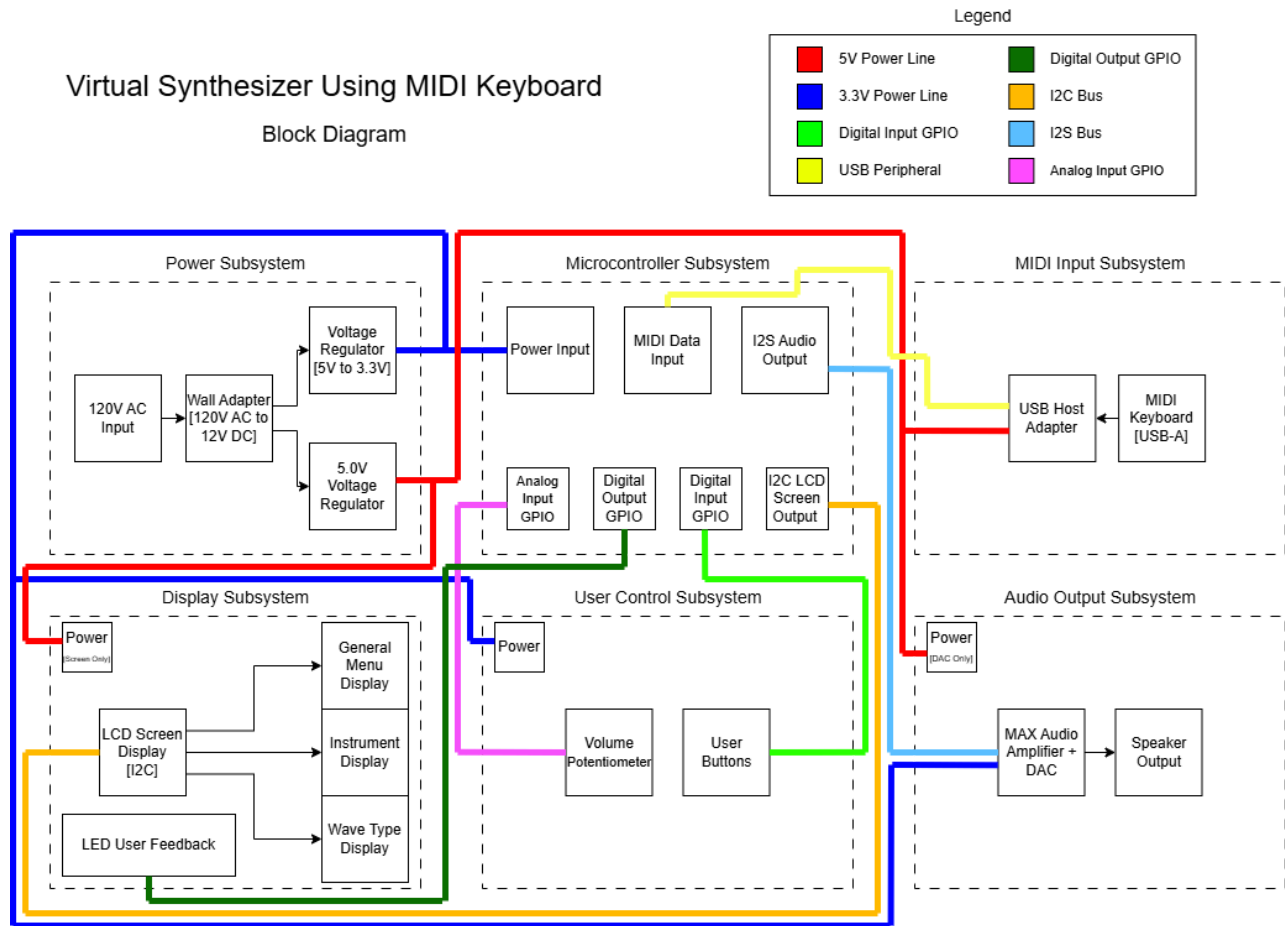 Legend
5V Power Line
Digital Output GPIO
3.3V Power Line
I2C Bus
Digital Input GPIO
I2S Bus
USB Peripheral
Analog Input GPIO
Virtual Synthesizer Using MIDI Keyboard
Block Diagram
Power Subsystem
120V AC
Input
Wall Adapter
[120V AC to
12V DC]
Voltage
Regulator
[5V to 3.3V]
5.0V
Voltage
Regulator
Microcontroller Subsystem
Power Input
MIDI Data
Input
I2S Audio
Output
Analog
Input
GPIO
Digital
Output
GPIO
Digital
Input
GPIO
I2C LCD
Screen
Output
MIDI Input Subsystem
USB Host
Adapter
MIDI
Keyboard
[USB-A]
Display Subsystem
Power
[Screen Only]
General
Menu
Display
LCD Screen
Display
[I2C]
Instrument
Display
Wave Type
Display
LED User Feedback
User Control Subsystem
Power
Volume
Potentiometer
User
Buttons
Audio Output Subsystem
Power
[DAC Only]
MAX Audio
Amplifier +
DAC
Speaker
Output